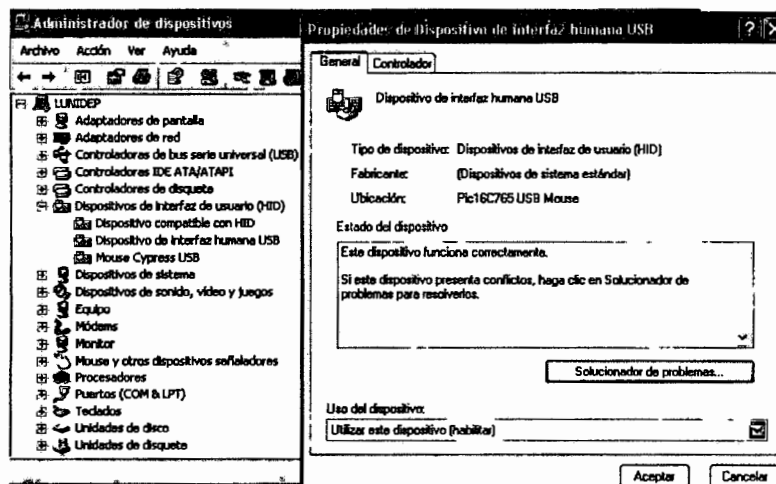 Administrador de dispositivos
Archivo Acción Ver Ayuda
LUNIDEP
Adaptadores de pantalla
Adaptadores de red
Controladoras de bus serie universal (USB)
Controladoras IDE ATA/ATAPI
Controladores de disquete
Dispositivos de Interfaz de usuario (HID)
Dispositivo compatible con HID
Dispositivo de Interfaz humana USB
Mouse Cypress USB
Dispositivos de sistema
Dispositivos de sonido, vídeo y juegos
Equipo
Módems
Monitor
Mouse y otros dispositivos señaladores
Procesadores
Puertos (COM & LPT)
Teclados
Unidades de disco
Unidades de disquete
Propiedades de Dispositivo de interfaz humana USB
General Controlador
Dispositivo de interfaz humana USB
Tipo de dispositivo: Dispositivos de interfaz de usuario (HID)
Fabricante: (Dispositivos de sistema estándar)
Ubicación: Pic16C765 USB Mouse
Estado del dispositivo
Este dispositivo funciona correctamente.
Si este dispositivo presenta conflictos, haga clic en Solucionador de
problemas para resolverlos.
Solucionador de problemas...
Uso del dispositivo:
Utilizar este dispositivo (habilitar)
Aceptar Cancelar